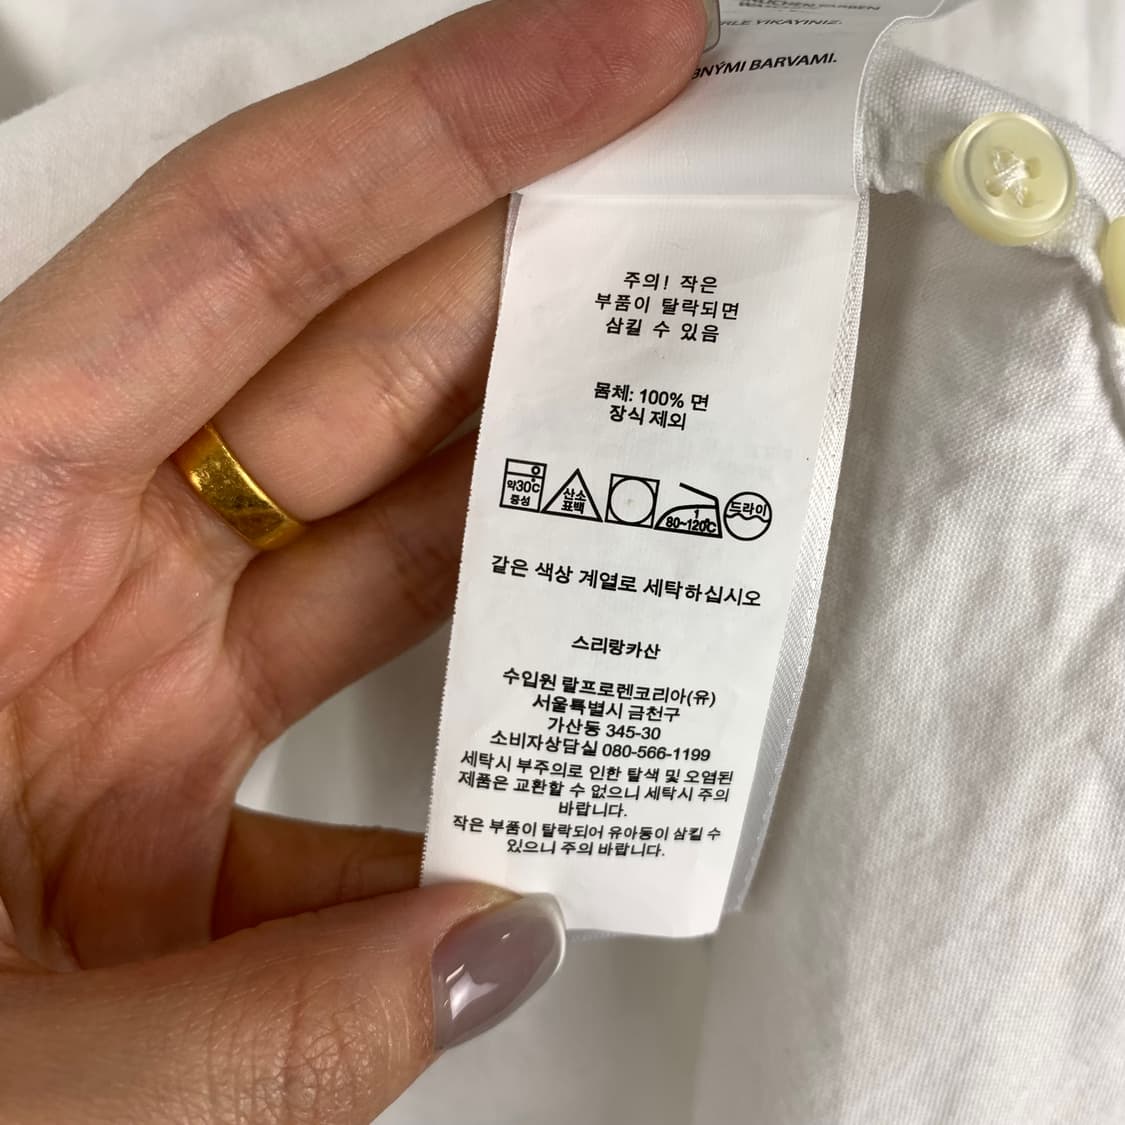 YIKAYINIZ.
BARVAMI.
주의! 작은
부품이 탈락되면
삼킬 수 있음
몸체: 100% 면
장식 제외
약30℃
중성
산소
표백
1
80~120℃
드라이
같은 색상 계열로 세탁하십시오
스리랑카산
수입원 랄프로렌코리아(유)
서울특별시 금천구
가산동 345-30
소비자상담실 080-566-1199
세탁시 부주의로 인한 탈색 및 오염된
제품은 교환할 수 없으니 세탁시 주의
바랍니다.
작은 부품이 탈락되어 유아동이 삼킬 수
있으니 주의 바랍니다.